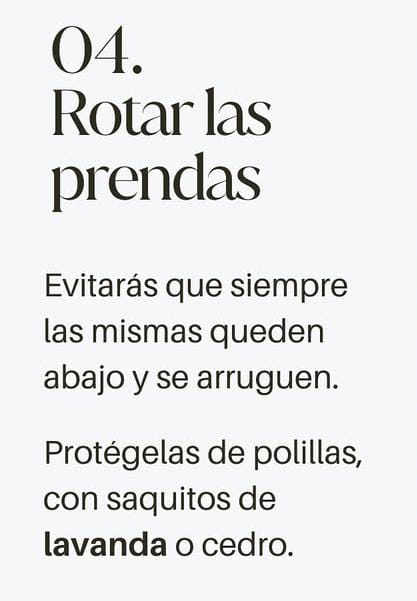 04.
Rotar las
prendas
Evitarás que siempre
las mismas queden
abajo y se arruguen.
Protégelas de polillas,
con saquitos de
lavanda o cedro.